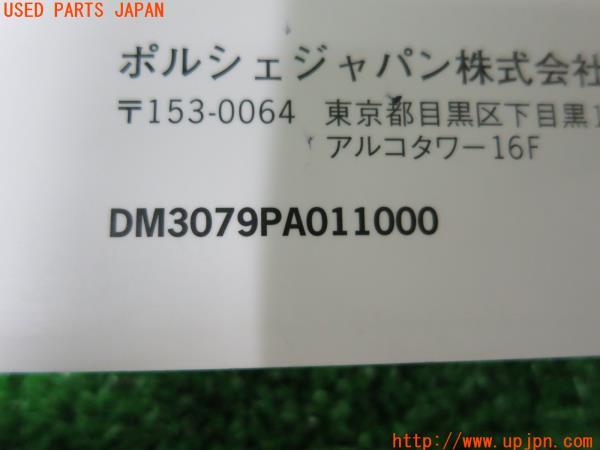 USED PARTS JAPAN
ポルシェジャパン株式会社
〒153-0064 東京都目黒区下目黒1
アルコタワー16F
DM3079PA011000
http://www.upjpn.com/